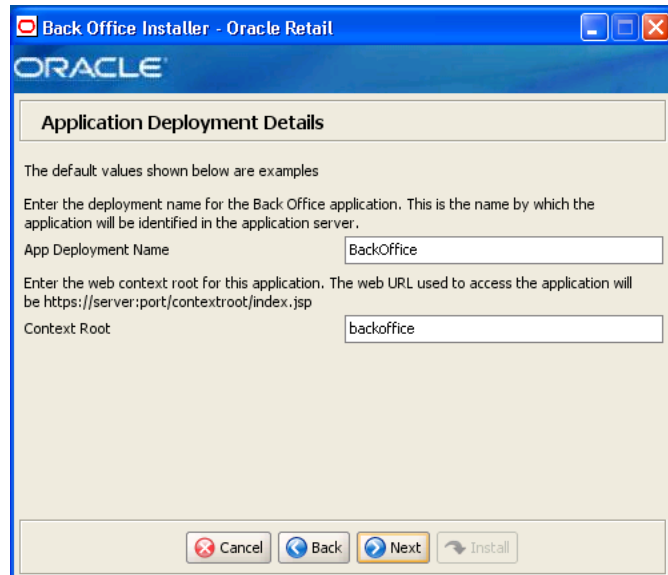 Back Office Installer - Oracle Retail
ORACLE
Application Deployment Details
The default values shown below are examples
Enter the deployment name for the Back Office application. This is the name by which the
application will be identified in the application server.
App Deployment Name BackOffice
Enter the web context root for this application. The web URL used to access the application will
be https://server:port/contextroot/index.jsp
Context Root backoffice
Cancel Back Next Install